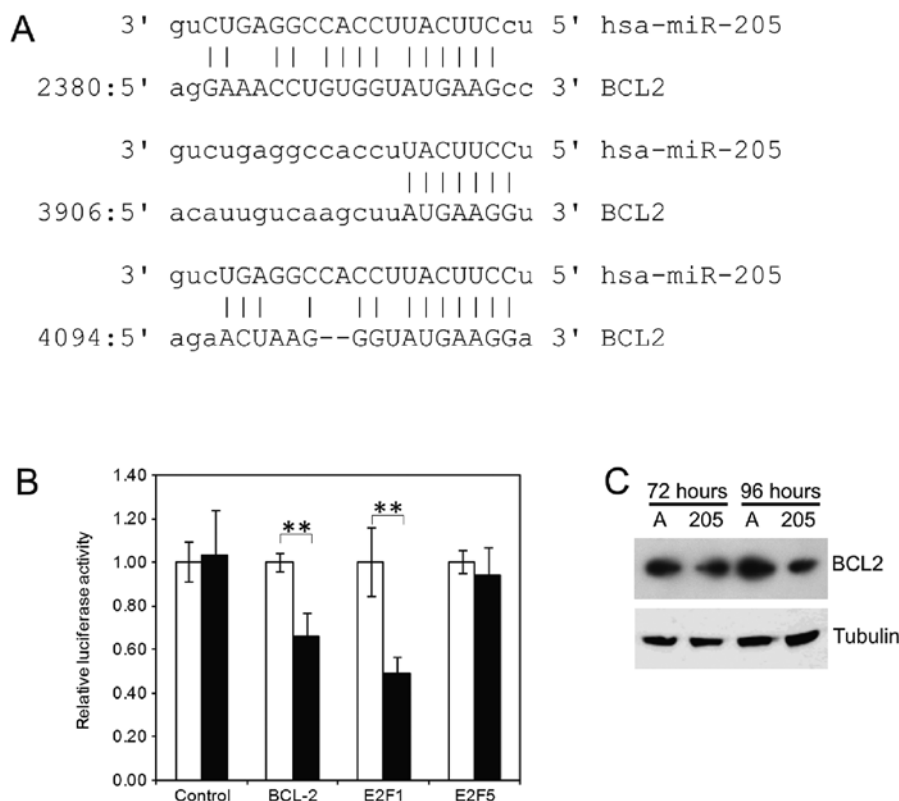 A
3' guCUGAGGCCACCUUACUUCcu 5' hsa-miR-205
2380:5' agGAAACCUGUGGUAUGAAGcc 3' BCL2
3' gucugaggccaccuUACUUCCu 5' hsa-miR-205
3906:5' acauugucaagcuuAUGAAGGu 3' BCL2
3' gucUGAGGCCACCUUACUUCCu 5' hsa-miR-205
4094:5' agaACUAAG--GGUAUGAAGGa 3' BCL2
B
Relative luciferase activity
1.40
1.20
1.00
0.80
0.60
0.40
0.20
0.00
**
**
Control BCL-2 E2F1 E2F5
C
72 hours 96 hours
A 205 A 205
BCL2
Tubulin